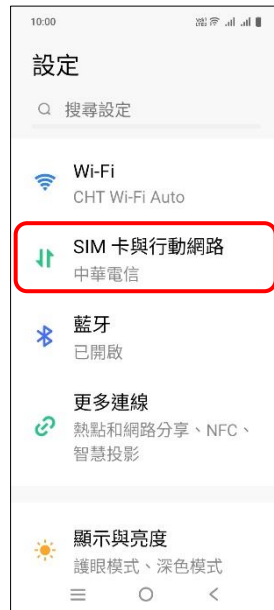 10:00
設定
搜尋設定
Wi-Fi
CHT Wi-Fi Auto
SIM 卡與行動網路
中華電信
藍牙
已開啟
更多連線
熱點和網路分享、NFC、
智慧投影
顯示與亮度
護眼模式、深色模式